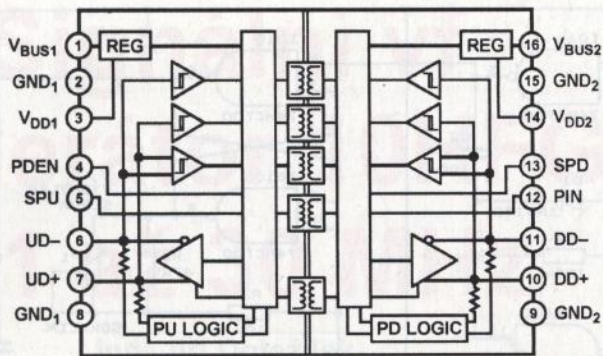 VBUS1 1 REG REG 16 VBUS2
GND1 2 15 GND2
VDD1 3 14 VDD2
PDEN 4 13 SPD
SPU 5 12 PIN
UD– 6 11 DD–
UD+ 7 10 DD+
GND1 8 PU LOGIC PD LOGIC 9 GND2